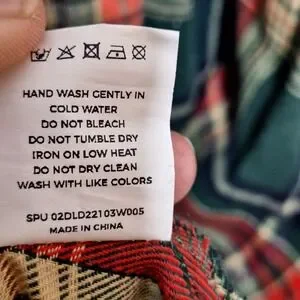 HAND WASH GENTLY IN
COLD WATER
DO NOT BLEACH
DO NOT TUMBLE DRY
IRON ON LOW HEAT
DO NOT DRY CLEAN
WASH WITH LIKE COLORS
SPU 02DLD22103W005
MADE IN CHINA